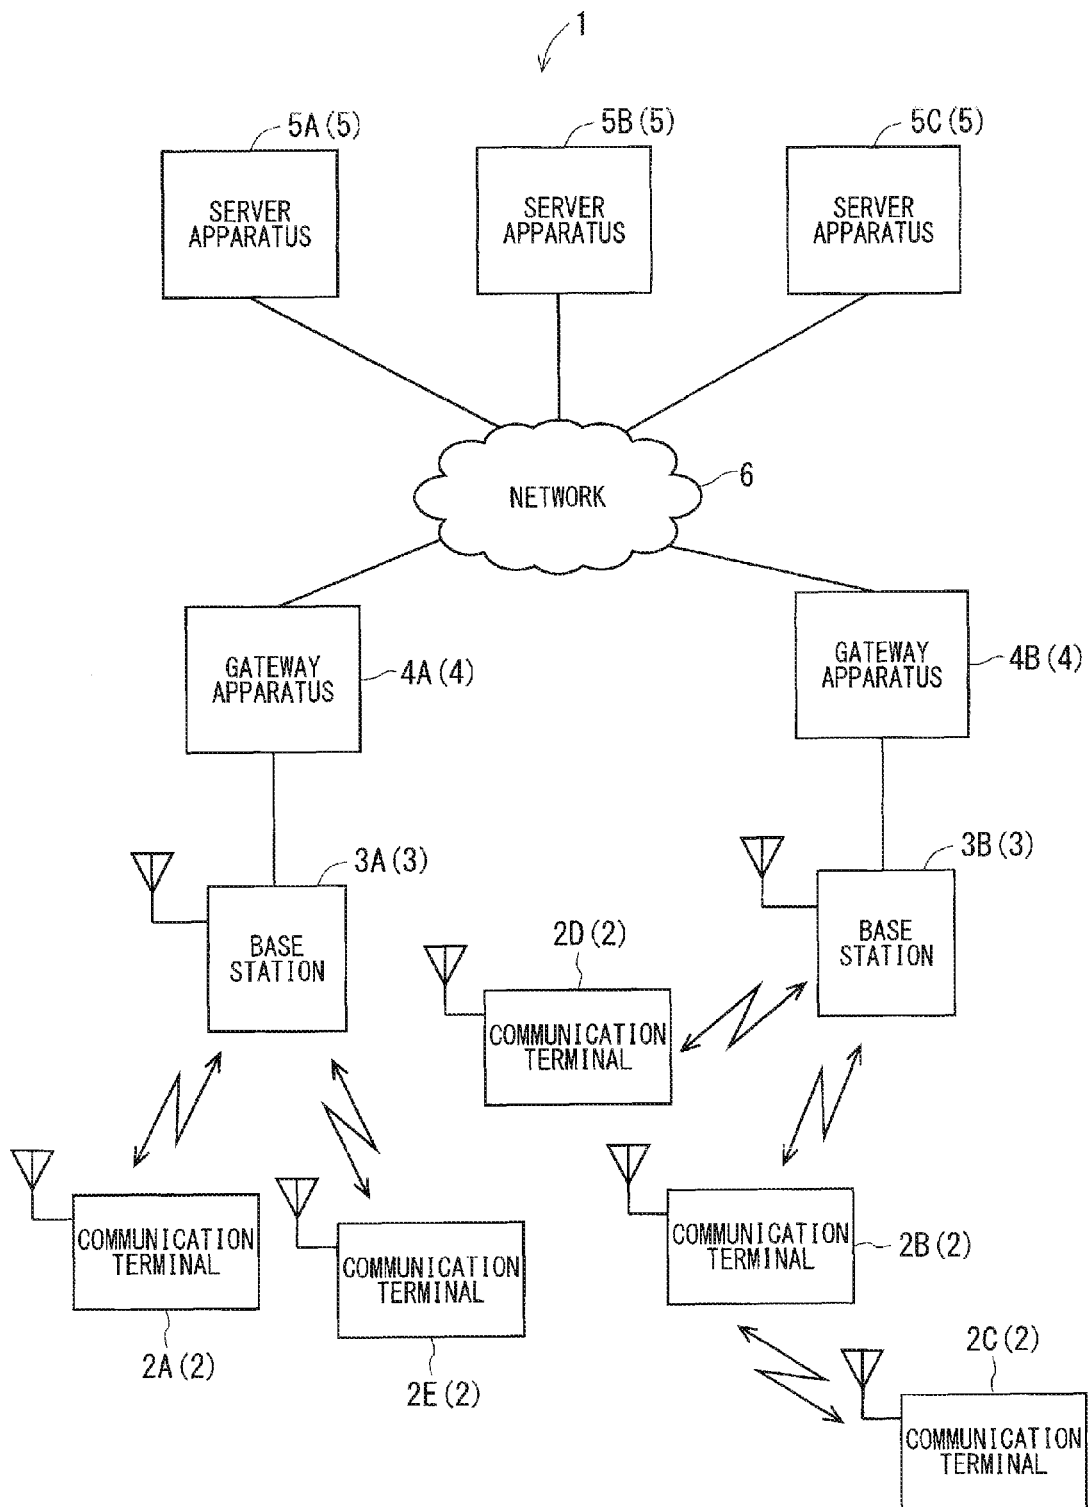 1
5A(5)
5B(5)
5C(5)
SERVER
APPARATUS
SERVER
APPARATUS
SERVER
APPARATUS
NETWORK
6
GATEWAY
APPARATUS
4A(4)
GATEWAY
APPARATUS
4B(4)
3A(3)
3B(3)
BASE
STATION
2D(2)
BASE
STATION
COMMUNICATION
TERMINAL
COMMUNICATION
TERMINAL
COMMUNICATION
TERMINAL
COMMUNICATION
TERMINAL
2B(2)
2A(2)
2E(2)
2C(2)
COMMUNICATION
TERMINAL